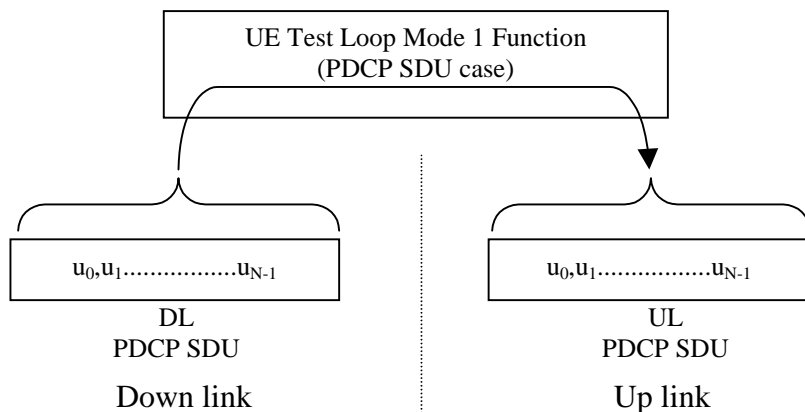 UE Test Loop Mode 1 Function
(PDCP SDU case)
u0,u1..................uN-1
u0,u1..................uN-1
DL
PDCP SDU
UL
PDCP SDU
Down link
Up link